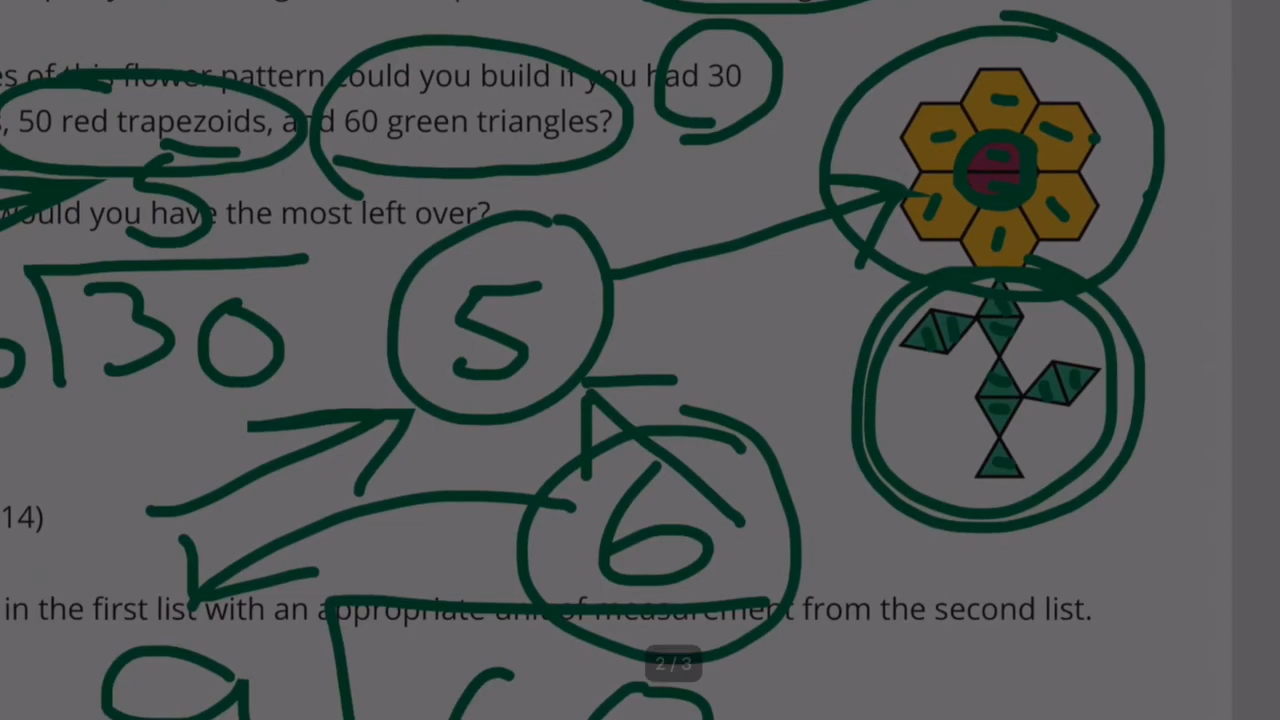 es of this flower pattern could you build if you had 30
, 50 red trapezoids, and 60 green triangles?
would you have the most left over?
5
30
5
6
14)
in the first list with an appropriate unit of measurement from the second list.
2 / 3
9
60